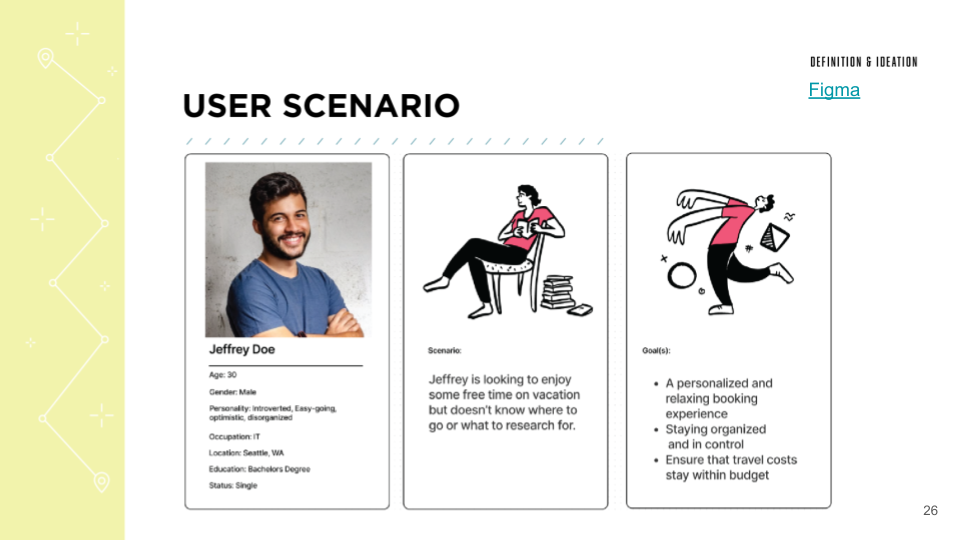 DEFINITION & IDEATION
Figma
USER SCENARIO
Jeffrey Doe
Age: 30
Gender: Male
Personality: Introverted, Easy-going,
optimistic, disorganized
Occupation: IT
Location: Seattle, WA
Education: Bachelors Degree
Status: Single
Scenario:
Jeffrey is looking to enjoy
some free time on vacation
but doesn't know where to
go or what to research for.
Goal(s):
• A personalized and
relaxing booking
experience
• Staying organized
and in control
• Ensure that travel costs
stay within budget
26